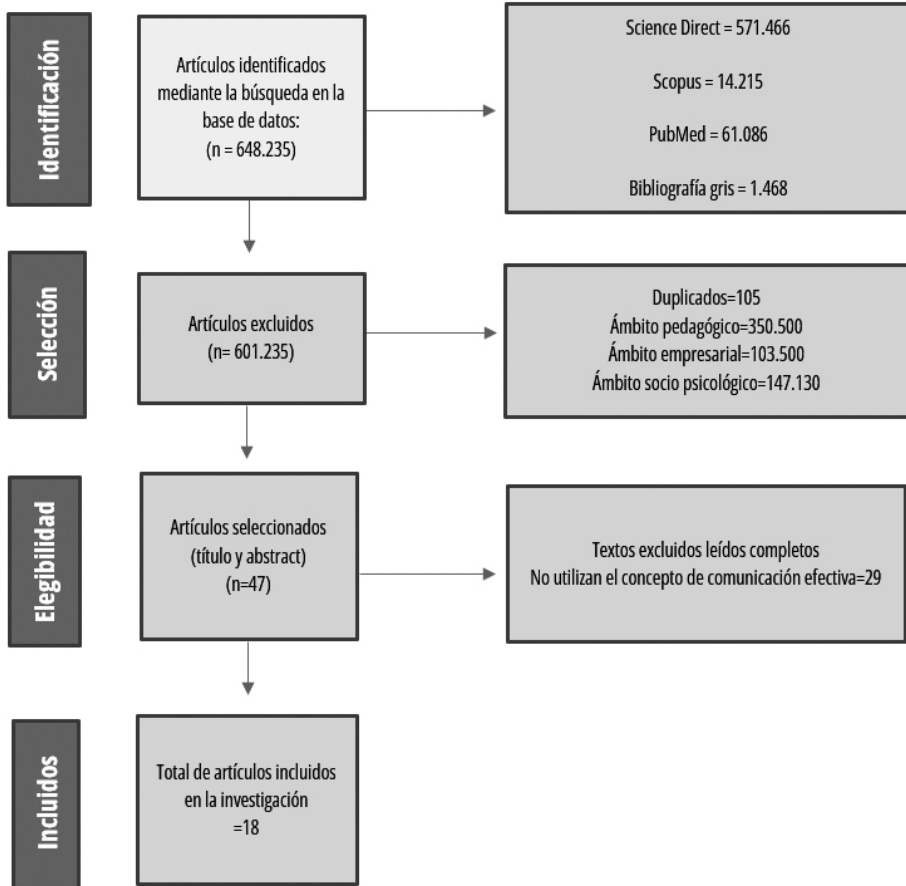 Identificación
Artículos identificados
mediante la búsqueda en la
base de datos:
(n = 648.235)
Science Direct = 571.466
Scopus = 14.215
PubMed = 61.086
Bibliografía gris = 1.468
Selección
Artículos excluidos
(n= 601.235)
Duplicados=105
Ámbito pedagógico=350.500
Ámbito empresarial=103.500
Ámbito socio psicológico=147.130
Elegibilidad
Artículos seleccionados
(título y abstract)
(n=47)
Textos excluidos leídos completos
No utilizan el concepto de comunicación efectiva=29
Incluidos
Total de artículos incluidos
en la investigación
=18